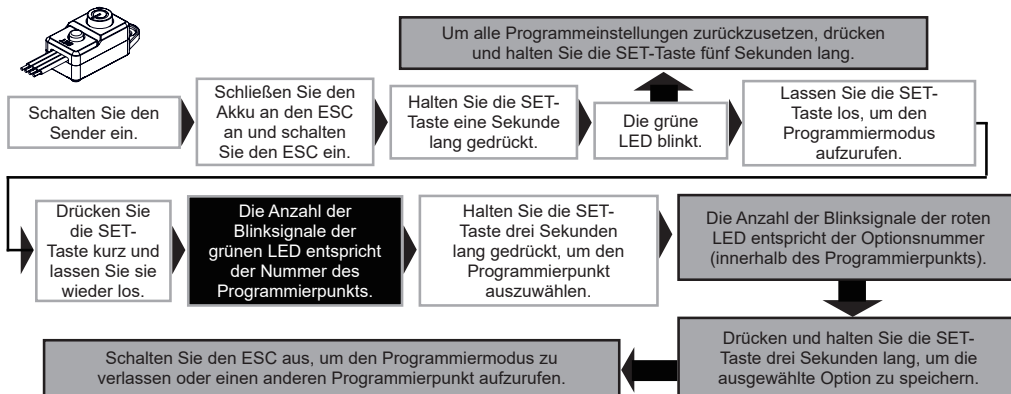 Um alle Programmeinstellungen zurückzusetzen, drücken
und halten Sie die SET-Taste fünf Sekunden lang.
Schalten Sie den
Sender ein.
Schließen Sie den
Akku an den ESC
an und schalten
Sie den ESC ein.
Halten Sie die SET-
Taste eine Sekunde
lang gedrückt.
Die grüne
LED blinkt.
Lassen Sie die SET-
Taste los, um den
Programmiermodus
aufzurufen.
Drücken Sie
die SET-
Taste kurz und
lassen Sie sie
wieder los.
Die Anzahl der
Blinksignale der
grünen LED entspricht
der Nummer des
Programmierpunkts.
Halten Sie die SET-
Taste drei Sekunden
lang gedrückt, um den
Programmierpunkt
auszuwählen.
Die Anzahl der Blinksignale der roten
LED entspricht der Optionsnummer
(innerhalb des Programmierpunkts).
Drücken und halten Sie die SET-
Taste drei Sekunden lang, um die
ausgewählte Option zu speichern.
Schalten Sie den ESC aus, um den Programmiermodus zu
verlassen oder einen anderen Programmierpunkt aufzurufen.